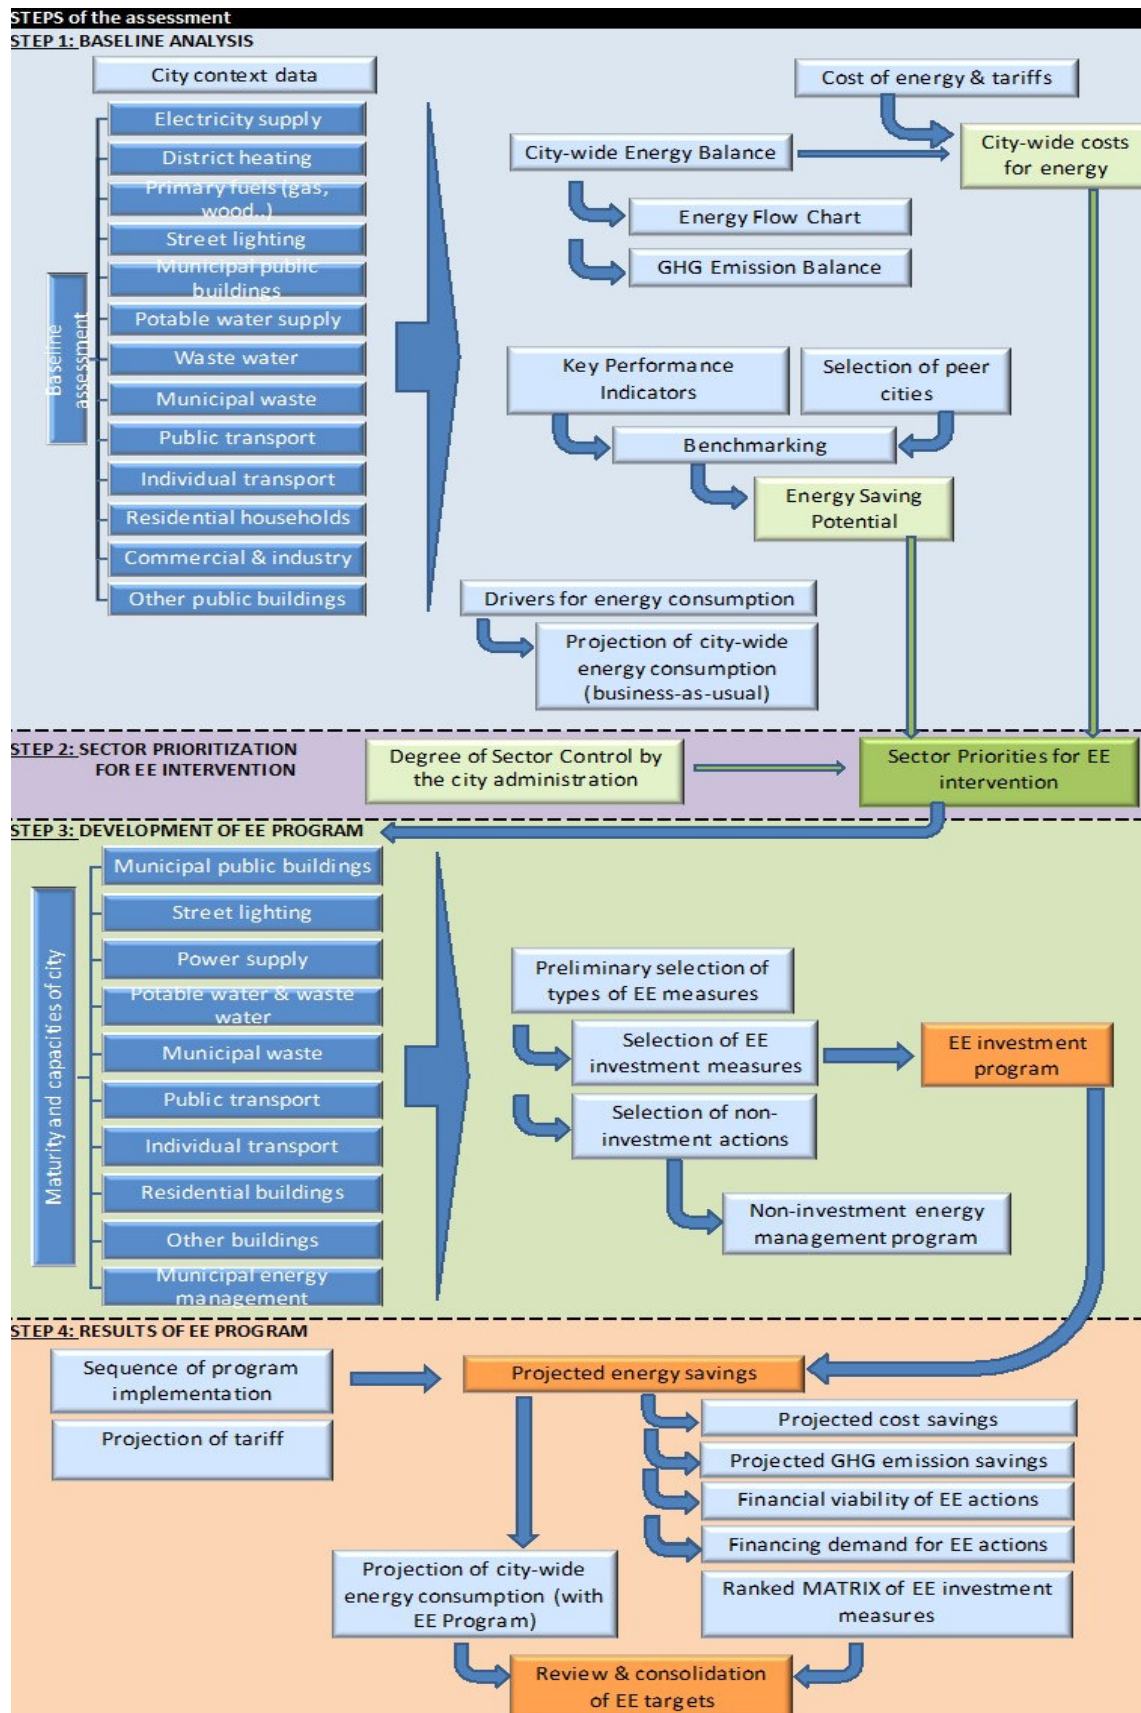 STEPS of the assessment
STEP 1: BASELINE ANALYSIS
City context data
Electricity supply
District heating
Primary fuels (gas,
wood..)
Street lighting
Municipal public
buildings
Potable water supply
Waste water
Municipal waste
Public transport
Individual transport
Residential households
Commercial & industry
Other public buildings
Baseline
assessment
Cost of energy & tariffs
City-wide Energy Balance
City-wide costs
for energy
Energy Flow Chart
GHG Emission Balance
Key Performance
Indicators
Selection of peer
cities
Benchmarking
Energy Saving
Potential
Drivers for energy consumption
Projection of city-wide
energy consumption
(business-as-usual)
STEP 2: SECTOR PRIORITIZATION
FOR EE INTERVENTION
Degree of Sector Control by
the city administration
Sector Priorities for EE
intervention
STEP 3: DEVELOPMENT OF EE PROGRAM
Maturity and capacities of city
Municipal public buildings
Street lighting
Power supply
Potable water & waste
water
Municipal waste
Public transport
Individual transport
Residential buildings
Other buildings
Municipal energy
management
Preliminary selection of
types of EE measures
Selection of EE
investment measures
EE investment
program
Selection of non-
investment actions
Non-investment energy
management program
STEP 4: RESULTS OF EE PROGRAM
Sequence of program
implementation
Projection of tariff
Projected energy savings
Projected cost savings
Projected GHG emission savings
Financial viability of EE actions
Financing demand for EE actions
Projection of city-wide
energy consumption (with
EE Program)
Ranked MATRIX of EE investment
measures
Review & consolidation
of EE targets